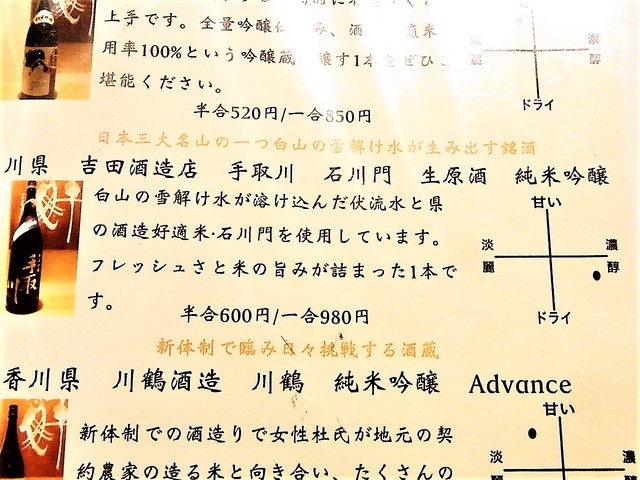 上手です。全量吟醸
用率100%という吟醸蔵 醸す1本をぜひご
堪能ください。
濃
醇
麗
ドライ
半合520円/一合850円
日本三大名山の一つ白山の雪解け水が生み出す銘酒
川県 吉田酒造店 手取川 石川門 生原酒 純米吟醸
白山の雪解け水が溶け込んだ伏流水と県
の酒造好適米・石川門を使用しています。
フレッシュさと米の旨みが詰まった1本で
す。
甘い
淡麗
濃醇
ドライ
手取川
半合600円/一合980円
新体制で臨み日々挑戦する酒蔵
香川県 川鶴酒造 川鶴 純米吟醸 Advance
新体制での酒造りで女性杜氏が地元の契
約農家の造る米と向き合い、たくさんの
甘い
淡麗
濃醇